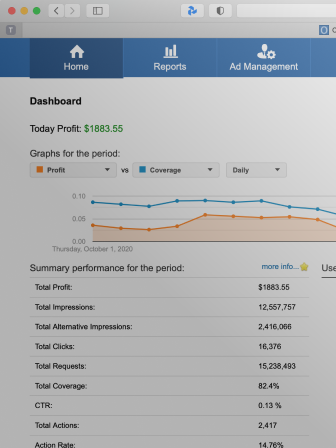 T
Home
Reports
Ad Management
Dashboard
Today Profit: $1883.55
Graphs for the period:
Profit vs Coverage Daily
0.10
0.05
0.00
Thursday, October 1, 2020
Summary performance for the period: more info...
Total Profit: $1883.55
Total Impressions: 12,557,757
Total Alternative Impressions: 2,416,066
Total Clicks: 16,376
Total Requests: 15,238,493
Total Coverage: 82.4%
CTR: 0.13 %
Total Actions: 2,417
Action Rate: 14.76%